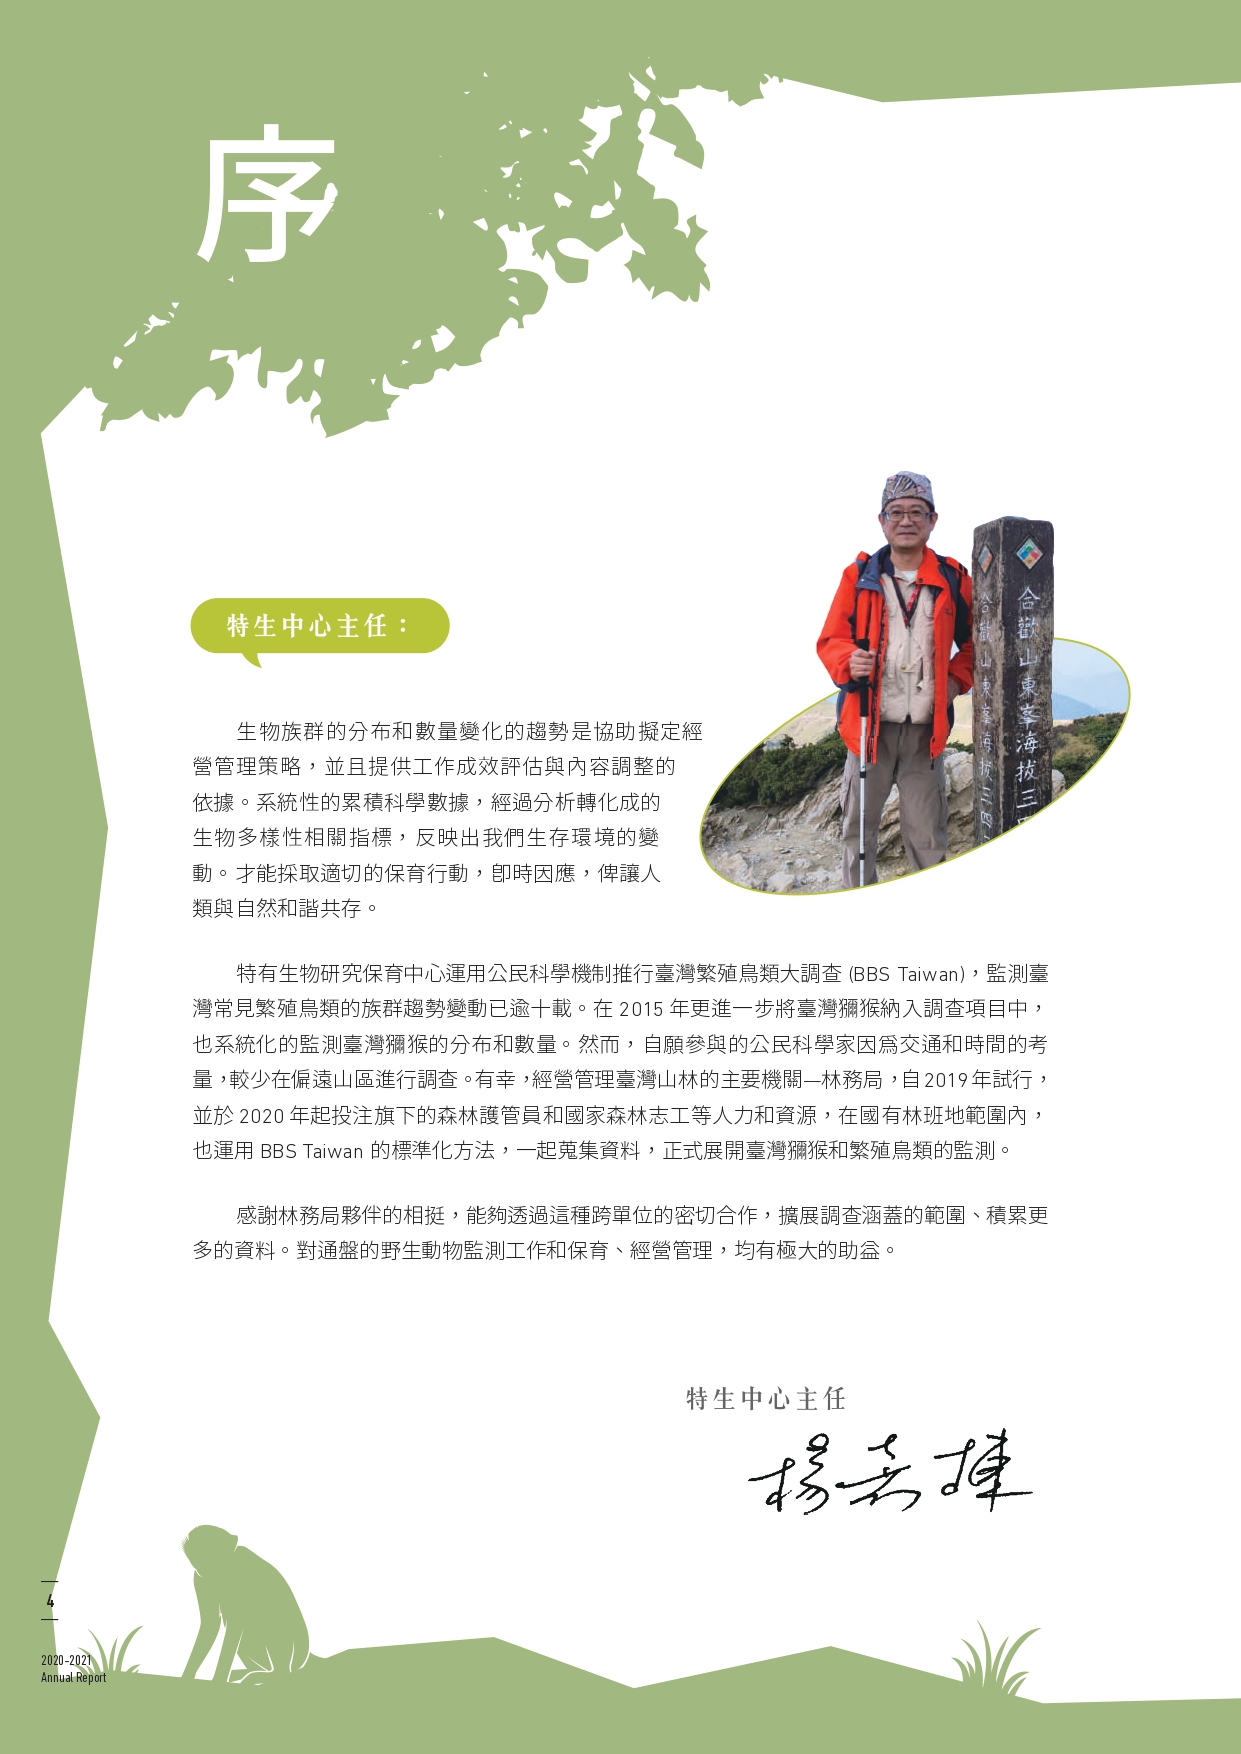 序
特生中心主任：
合歡山東峯海拔三四
合歡山東峯海拔三四
生物族群的分布和數量變化的趨勢是協助擬定經
營管理策略，並且提供工作成效評估與內容調整的
依據。系統性的累積科學數據，經過分析轉化成的
生物多樣性相關指標，反映出我們生存環境的變
動。才能採取適切的保育行動，卽時因應，俾讓人
類與自然和諧共存。
特有生物研究保育中心運用公民科學機制推行臺灣繁殖鳥類大調查 (BBS Taiwan)，監測臺
灣常見繁殖鳥類的族群趨勢變動已逾十載。在 2015 年更進一步將臺灣獼猴納入調查項目中，
也系統化的監測臺灣獼猴的分布和數量。然而，自願參與的公民科學家因爲交通和時間的考
量，較少在偏遠山區進行調查。有幸，經營管理臺灣山林的主要機關—林務局，自2019年試行，
並於 2020 年起投注旗下的森林護管員和國家森林志工等人力和資源，在國有林班地範圍內，
也運用 BBS Taiwan 的標準化方法，一起蒐集資料，正式展開臺灣獼猴和繁殖鳥類的監測。
感謝林務局夥伴的相挺，能夠透過這種跨單位的密切合作，擴展調查涵蓋的範圍、積累更
多的資料。對通盤的野生動物監測工作和保育、經營管理，均有極大的助益。
特生中心主任
楊嘉棟
4
2020-2021
Annual Report